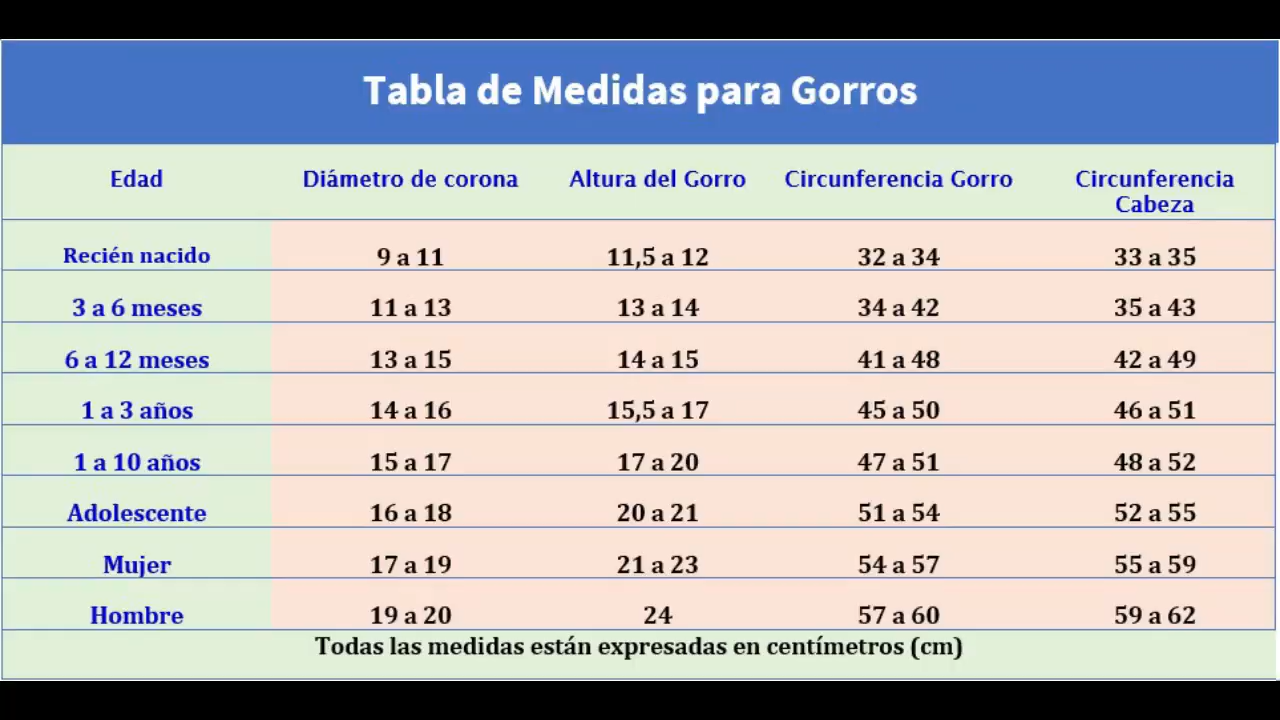 Tabla de Medidas para Gorros
Edad Diámetro de corona Altura del Gorro Circunferencia Gorro Circunferencia Cabeza
Recién nacido 9 a 11 11,5 a 12 32 a 34 33 a 35
3 a 6 meses 11 a 13 13 a 14 34 a 42 35 a 43
6 a 12 meses 13 a 15 14 a 15 41 a 48 42 a 49
1 a 3 años 14 a 16 15,5 a 17 45 a 50 46 a 51
1 a 10 años 15 a 17 17 a 20 47 a 51 48 a 52
Adolescente 16 a 18 20 a 21 51 a 54 52 a 55
Mujer 17 a 19 21 a 23 54 a 57 55 a 59
Hombre 19 a 20 24 57 a 60 59 a 62
Todas las medidas están expresadas en centímetros (cm)